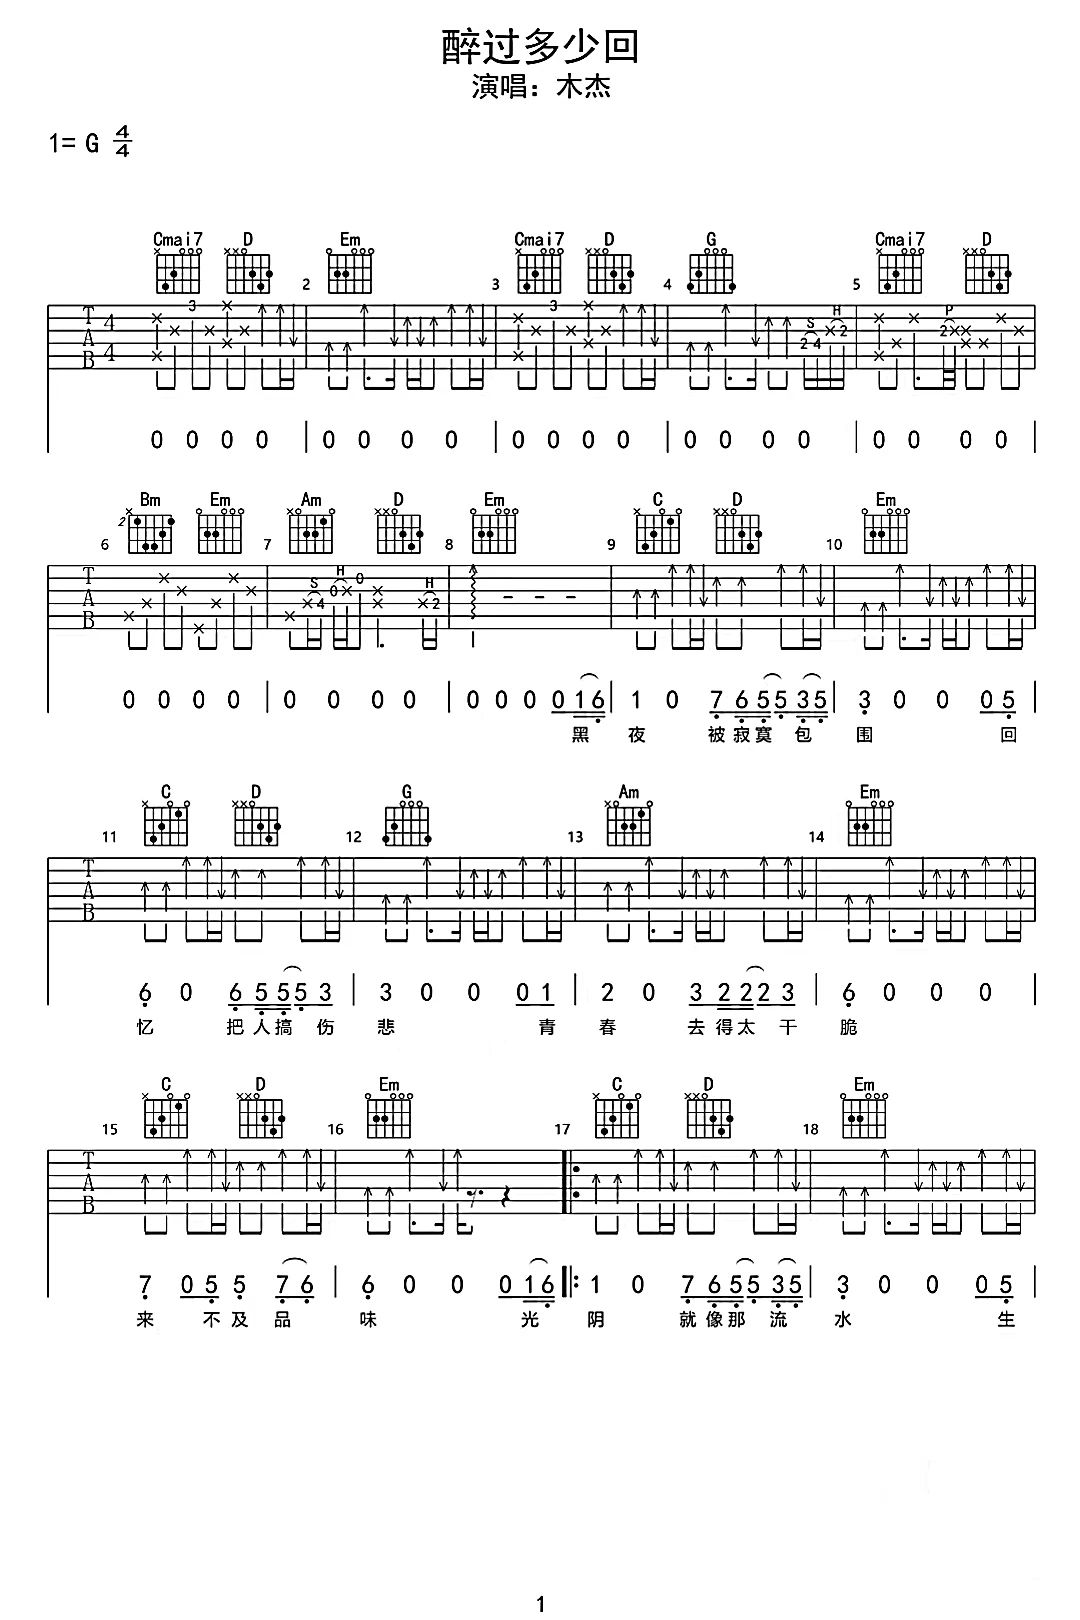 醉过多少回
演唱：木杰
1= G 4/4
Cmai7 D Em Cmai7 D G Cmai7 D
2 3 4 5
T A B 4 4 3 3 S H 2 4 2 P 2
0 0 0 0 0 0 0 0 0 0 0 0 0 0 0 0 0 0 0 0
Bm Em Am D Em C D Em
2 6 7 8 9 10
T A B S 4 H 0 0 H 2
0 0 0 0 0 0 0 0 0 0 0 0 1 6 1 0 7 6 5 5 3 5 3 0 0 0 5
黑 夜 被 寂 寞 包 围 回
C D G Am Em
11 12 13 14
T A B
6 0 6 5 5 5 3 3 0 0 0 1 2 0 3 2 2 2 3 6 0 0 0
忆 把 人 搞 伤 悲 青 春 去 得 太 干 脆
C D Em C D Em
15 16 17 18
T A B
7 0 5 5 7 6 6 0 0 0 1 6 1 0 7 6 5 5 3 5 3 0 0 0 5
来 不 及 品 味 光 阴 就 像 那 流 水 生
1